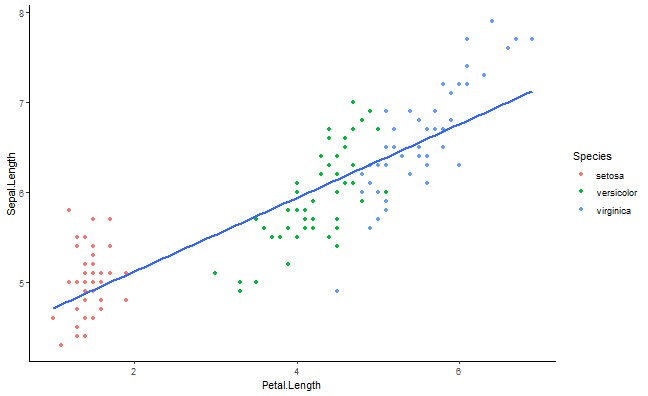 8
7
6
5
Sepal.Length
2
4
6
Petal.Length
Species
setosa
versicolor
virginica